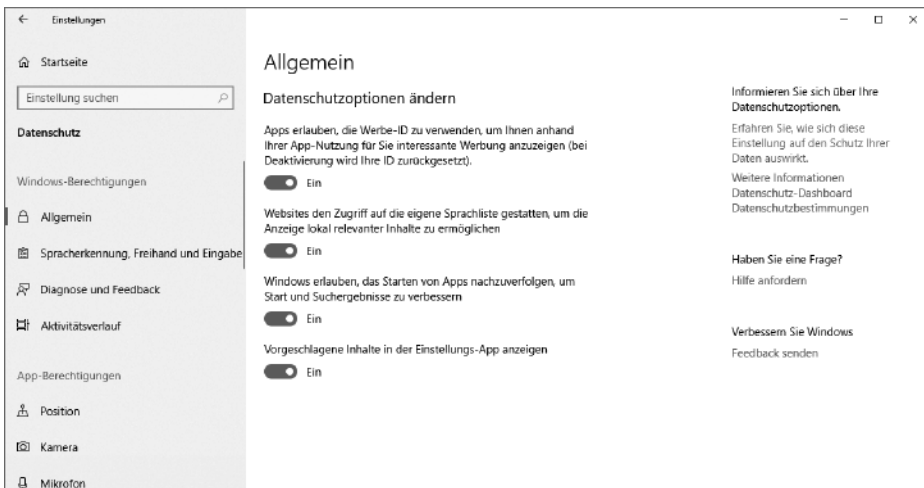 Einstellungen
Startseite
Einstellung suchen
Datenschutz
Windows-Berechtigungen
Allgemein
Spracherkennung, Freihand und Eingabe
Diagnose und Feedback
Aktivitätsverlauf
App-Berechtigungen
Position
Kamera
Mikrofon
Allgemein
Datenschutzoptionen ändern
Apps erlauben, die Werbe-ID zu verwenden, um Ihnen anhand
Ihrer App-Nutzung für Sie interessante Werbung anzuzeigen (bei
Deaktivierung wird Ihre ID zurückgesetzt).
Ein
Websites den Zugriff auf die eigene Sprachliste gestatten, um die
Anzeige lokal relevanter Inhalte zu ermöglichen
Ein
Windows erlauben, das Starten von Apps nachzuverfolgen, um
Start und Suchergebnisse zu verbessern
Ein
Vorgeschlagene Inhalte in der Einstellungs-App anzeigen
Ein
Informieren Sie sich über Ihre
Datenschutzoptionen.
Erfahren Sie, wie sich diese
Einstellung auf den Schutz Ihrer
Daten auswirkt.
Weitere Informationen
Datenschutz-Dashboard
Datenschutzbestimmungen
Haben Sie eine Frage?
Hilfe anfordern
Verbessern Sie Windows
Feedback senden